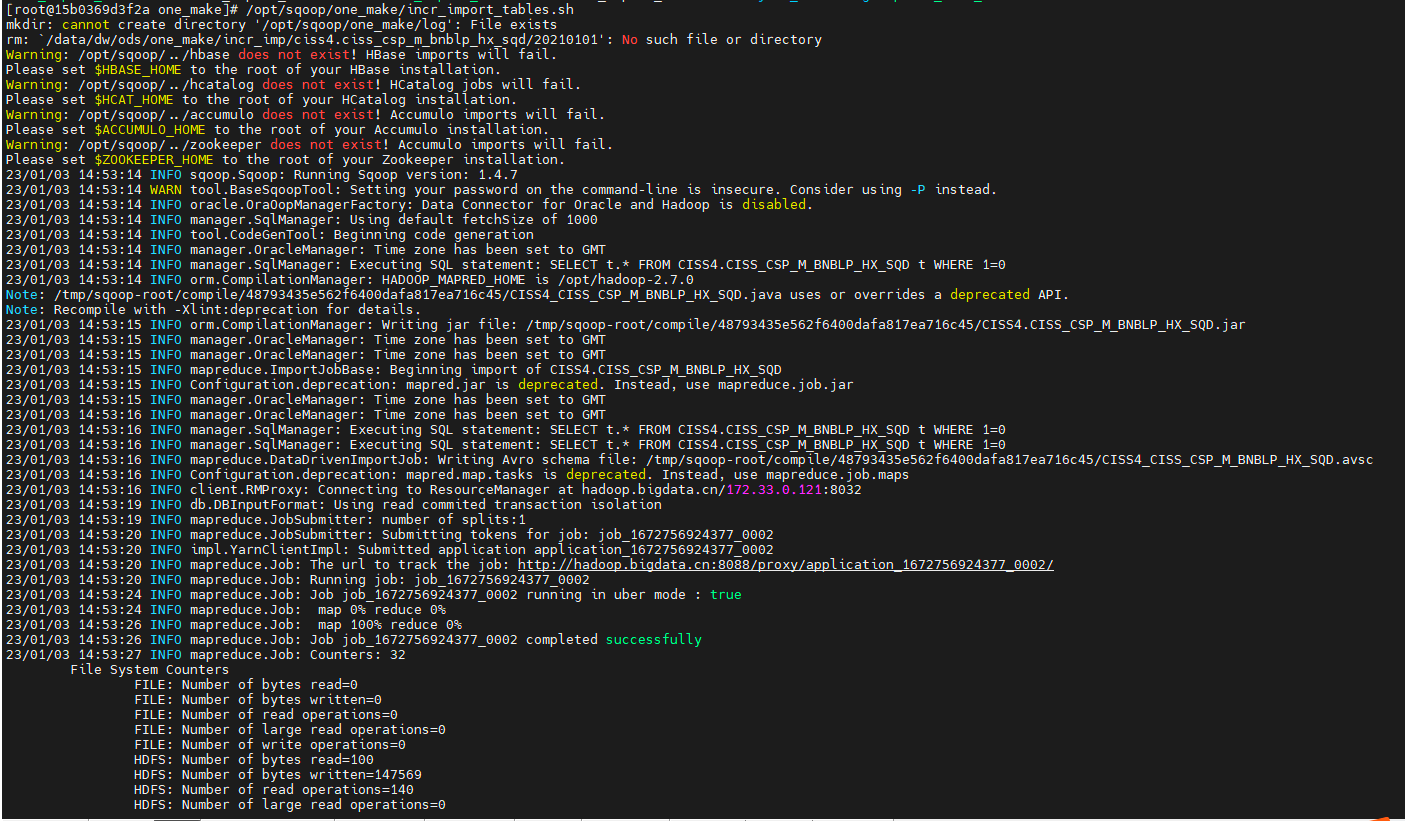 [root@15b0369d3f2a one_make]# /opt/sqoop/one_make/incr_import_tables.sh
mkdir: cannot create directory '/opt/sqoop/one_make/log': File exists
rm: `/data/dw/ods/one_make/incr_imp/ciss4.ciss_csp_m_bnblp_hx_sqd/20210101': No such file or directory
Warning: /opt/sqoop/../hbase does not exist! HBase imports will fail.
Please set $HBASE_HOME to the root of your HBase installation.
Warning: /opt/sqoop/../hcatalog does not exist! HCatalog jobs will fail.
Please set $HCAT_HOME to the root of your HCatalog installation.
Warning: /opt/sqoop/../accumulo does not exist! Accumulo imports will fail.
Please set $ACCUMULO_HOME to the root of your Accumulo installation.
Warning: /opt/sqoop/../zookeeper does not exist! Accumulo imports will fail.
Please set $ZOOKEEPER_HOME to the root of your Zookeeper installation.
23/01/03 14:53:14 INFO sqoop.Sqoop: Running Sqoop version: 1.4.7
23/01/03 14:53:14 WARN tool.BaseSqoopTool: Setting your password on the command-line is insecure. Consider using -P instead.
23/01/03 14:53:14 INFO oracle.OraOopManagerFactory: Data Connector for Oracle and Hadoop is disabled.
23/01/03 14:53:14 INFO manager.SqlManager: Using default fetchSize of 1000
23/01/03 14:53:14 INFO tool.CodeGenTool: Beginning code generation
23/01/03 14:53:14 INFO manager.OracleManager: Time zone has been set to GMT
23/01/03 14:53:14 INFO manager.SqlManager: Executing SQL statement: SELECT t.* FROM CISS4.CISS_CSP_M_BNBLP_HX_SQD t WHERE 1=0
23/01/03 14:53:14 INFO orm.CompilationManager: HADOOP_MAPRED_HOME is /opt/hadoop-2.7.0
Note: /tmp/sqoop-root/compile/48793435e562f6400dafa817ea716c45/CISS4_CISS_CSP_M_BNBLP_HX_SQD.java uses or overrides a deprecated API.
Note: Recompile with -Xlint:deprecation for details.
23/01/03 14:53:15 INFO orm.CompilationManager: Writing jar file: /tmp/sqoop-root/compile/48793435e562f6400dafa817ea716c45/CISS4.CISS_CSP_M_BNBLP_HX_SQD.jar
23/01/03 14:53:15 INFO manager.OracleManager: Time zone has been set to GMT
23/01/03 14:53:15 INFO manager.OracleManager: Time zone has been set to GMT
23/01/03 14:53:15 INFO mapreduce.ImportJobBase: Beginning import of CISS4.CISS_CSP_M_BNBLP_HX_SQD
23/01/03 14:53:15 INFO Configuration.deprecation: mapred.jar is deprecated. Instead, use mapreduce.job.jar
23/01/03 14:53:15 INFO manager.OracleManager: Time zone has been set to GMT
23/01/03 14:53:16 INFO manager.OracleManager: Time zone has been set to GMT
23/01/03 14:53:16 INFO manager.SqlManager: Executing SQL statement: SELECT t.* FROM CISS4.CISS_CSP_M_BNBLP_HX_SQD t WHERE 1=0
23/01/03 14:53:16 INFO manager.SqlManager: Executing SQL statement: SELECT t.* FROM CISS4.CISS_CSP_M_BNBLP_HX_SQD t WHERE 1=0
23/01/03 14:53:16 INFO mapreduce.DataDrivenImportJob: Writing Avro schema file: /tmp/sqoop-root/compile/48793435e562f6400dafa817ea716c45/CISS4_CISS_CSP_M_BNBLP_HX_SQD.avsc
23/01/03 14:53:16 INFO Configuration.deprecation: mapred.map.tasks is deprecated. Instead, use mapreduce.job.maps
23/01/03 14:53:16 INFO client.RMProxy: Connecting to ResourceManager at hadoop.bigdata.cn/172.33.0.121:8032
23/01/03 14:53:19 INFO db.DBInputFormat: Using read commited transaction isolation
23/01/03 14:53:19 INFO mapreduce.JobSubmitter: number of splits:1
23/01/03 14:53:20 INFO mapreduce.JobSubmitter: Submitting tokens for job: job_1672756924377_0002
23/01/03 14:53:20 INFO impl.YarnClientImpl: Submitted application application_1672756924377_0002
23/01/03 14:53:20 INFO mapreduce.Job: The url to track the job: http://hadoop.bigdata.cn:8088/proxy/application_1672756924377_0002/
23/01/03 14:53:20 INFO mapreduce.Job: Running job: job_1672756924377_0002
23/01/03 14:53:24 INFO mapreduce.Job: Job job_1672756924377_0002 running in uber mode : true
23/01/03 14:53:24 INFO mapreduce.Job:  map 0% reduce 0%
23/01/03 14:53:26 INFO mapreduce.Job:  map 100% reduce 0%
23/01/03 14:53:26 INFO mapreduce.Job: Job job_1672756924377_0002 completed successfully
23/01/03 14:53:27 INFO mapreduce.Job: Counters: 32
File System Counters
FILE: Number of bytes read=0
FILE: Number of bytes written=0
FILE: Number of read operations=0
FILE: Number of large read operations=0
FILE: Number of write operations=0
HDFS: Number of bytes read=100
HDFS: Number of bytes written=147569
HDFS: Number of read operations=140
HDFS: Number of large read operations=0